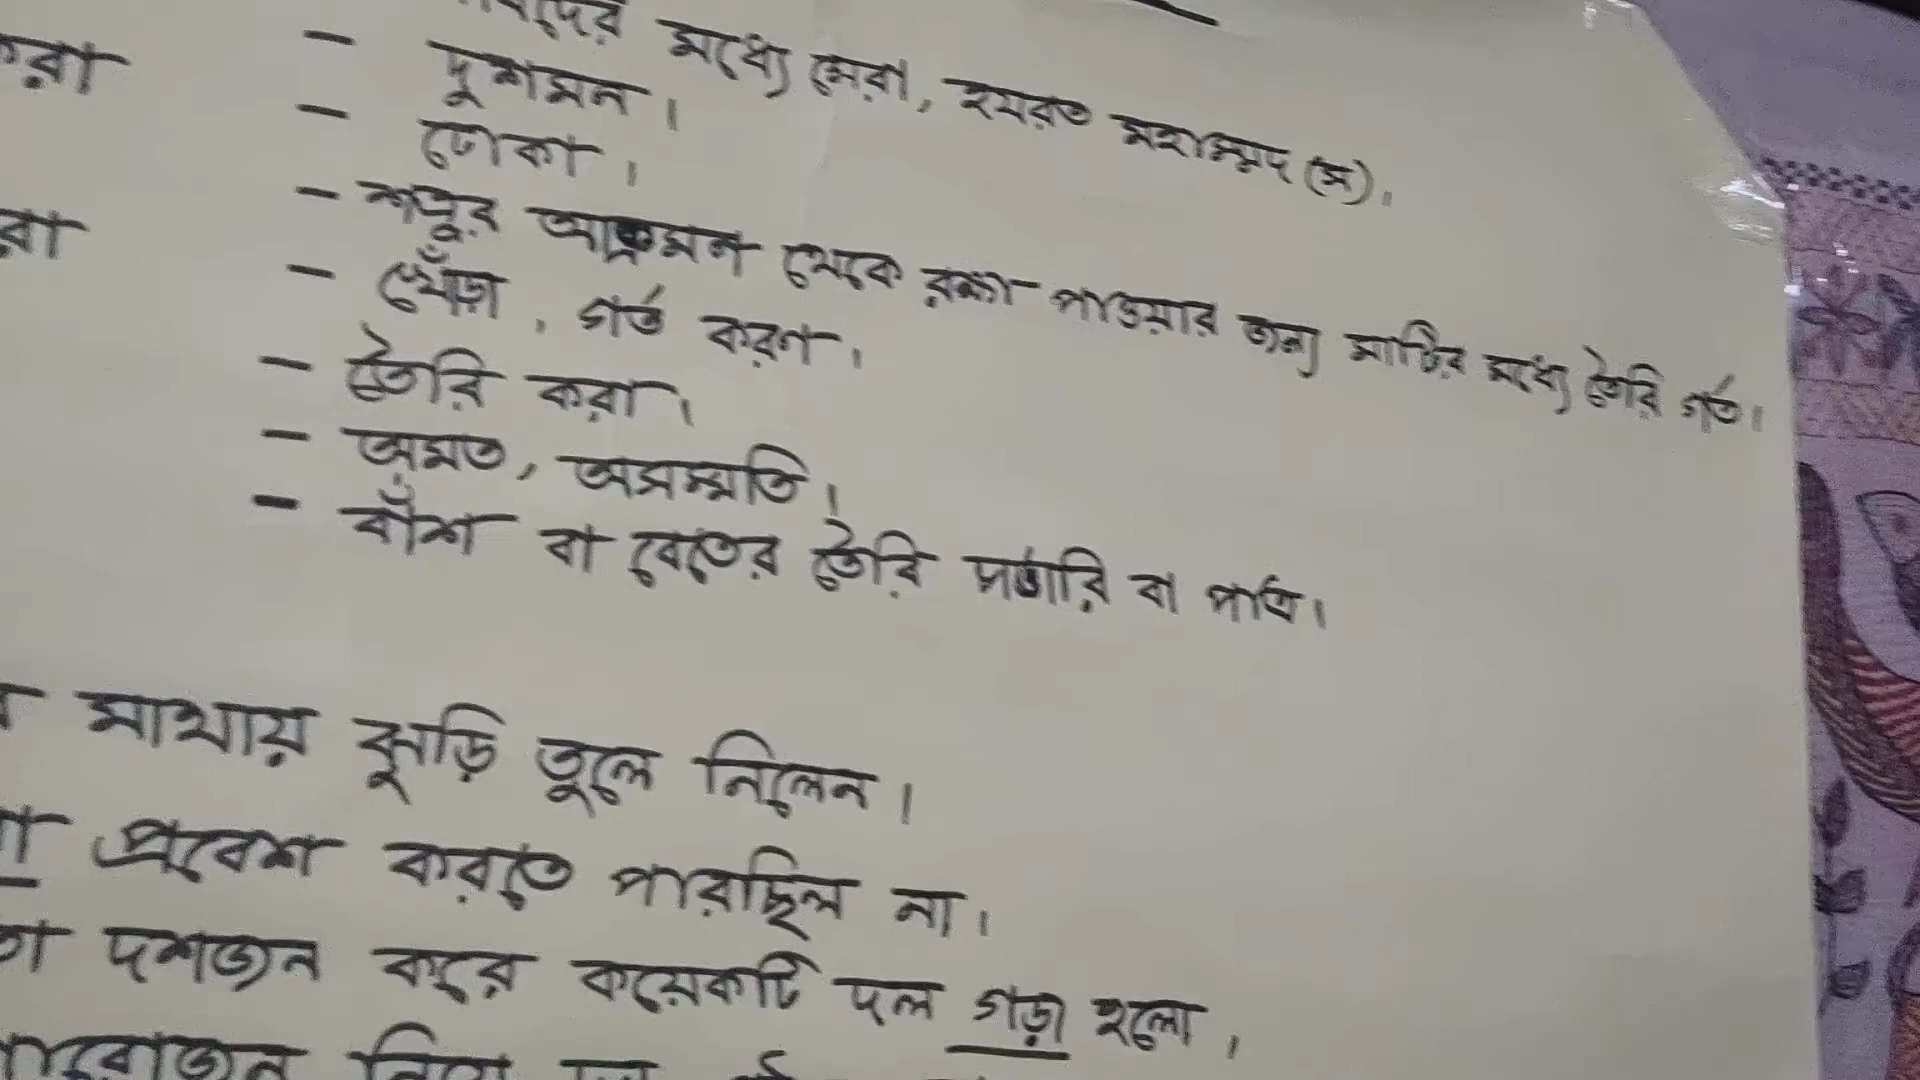 মধ্যে সেরা, হযরত মহাম্মদ (স)।
করা - দুশমন।
- ঢোকা।
- শত্রুর আক্রমন থেকে রক্ষা পাওয়ার জন্য মাটির মধ্যে তৈরি গর্ত।
রা - খোঁড়া, গর্ত করণ।
- তৈরি করা।
- অমত, অসম্মতি।
- বাঁশ বা বেতের তৈরি বা পাত্র।
মাথায় ঝুড়ি তুলে নিলেন।
প্রবেশ করতে পারছিল না।
দশজন করে কয়েকটি দল গড়া হলো।